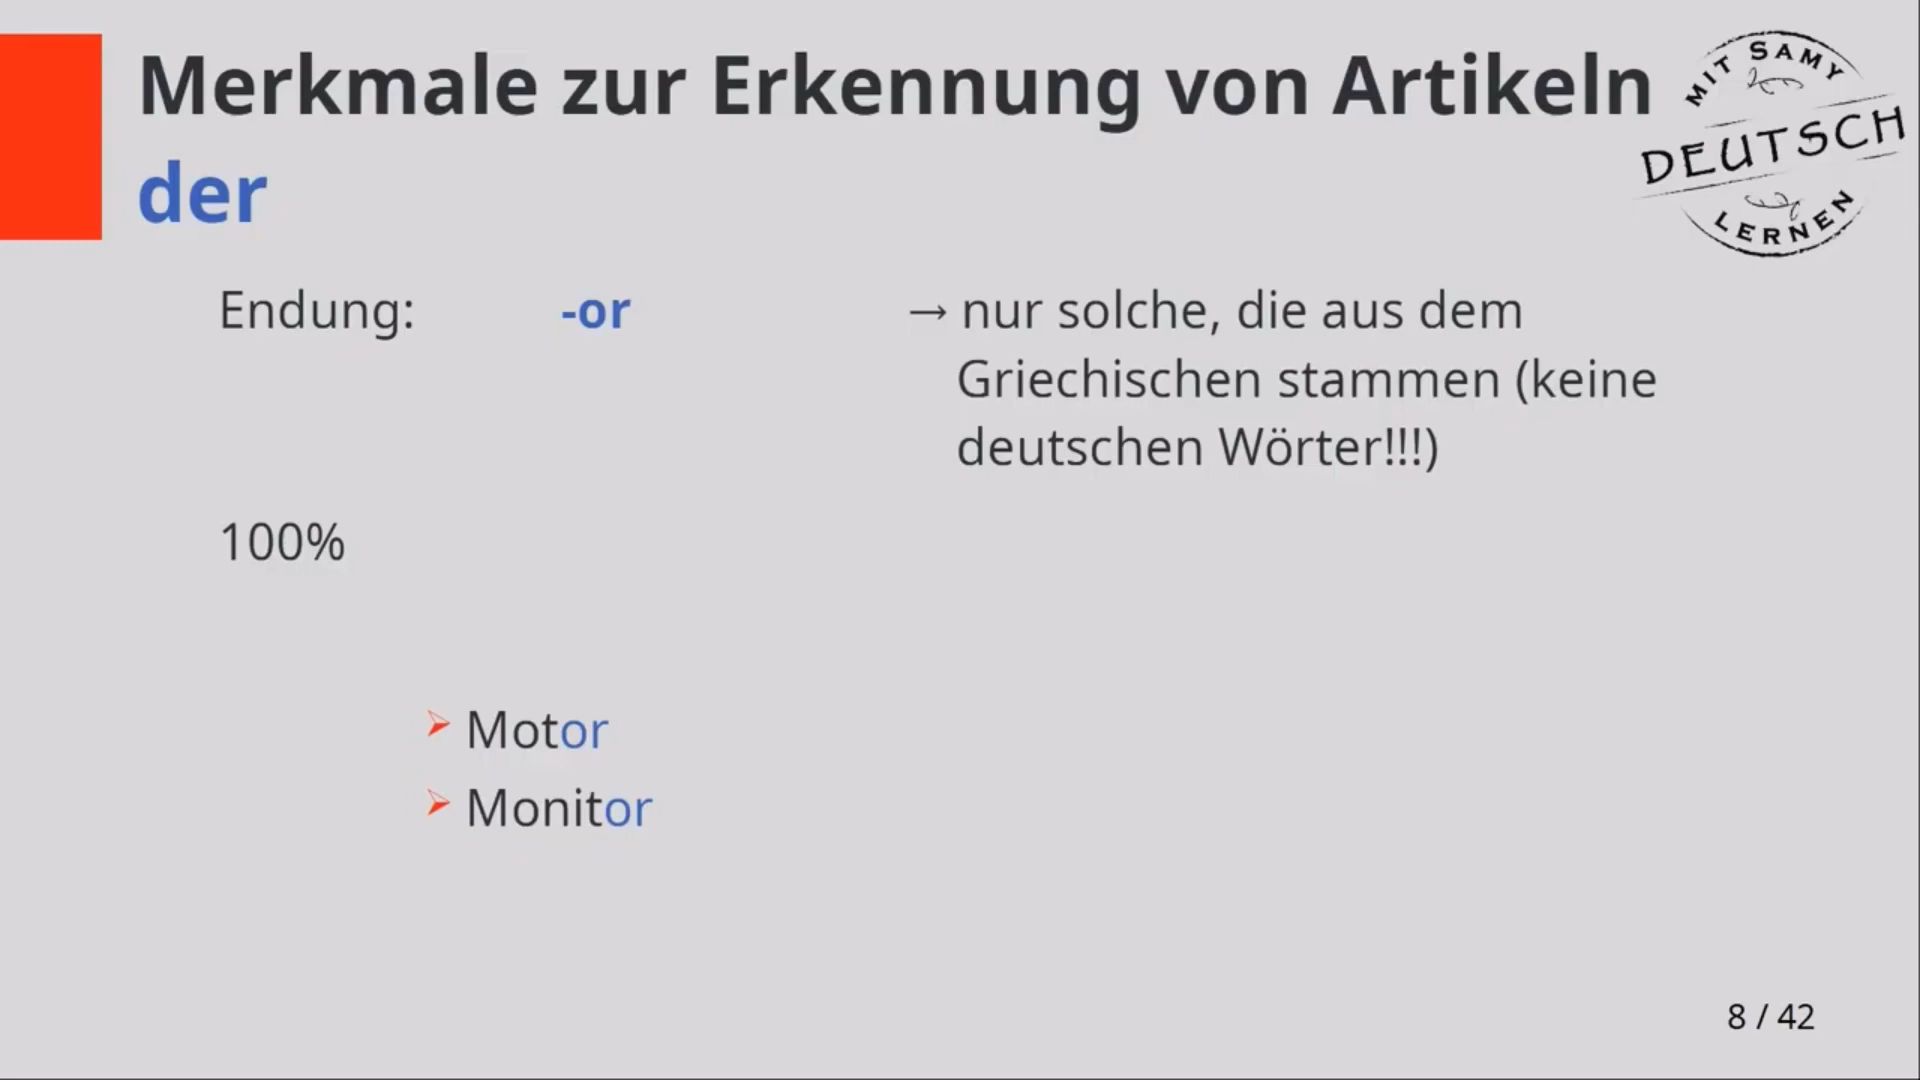 Merkmale zur Erkennung von Artikeln
der
MIT SAMY
DEUTSCH
LERNEN
Endung: -or → nur solche, die aus dem
Griechischen stammen (keine
deutschen Wörter!!!)
100%
➢ Motor
➢ Monitor
8 / 42